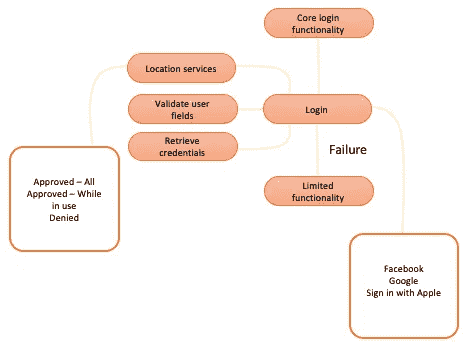 Core login
functionality
Location services
Validate user
fields
Login
Retrieve
credentials
Failure
Approved – All
Approved – While
in use
Denied
Limited
functionality
Facebook
Google
Sign in with Apple